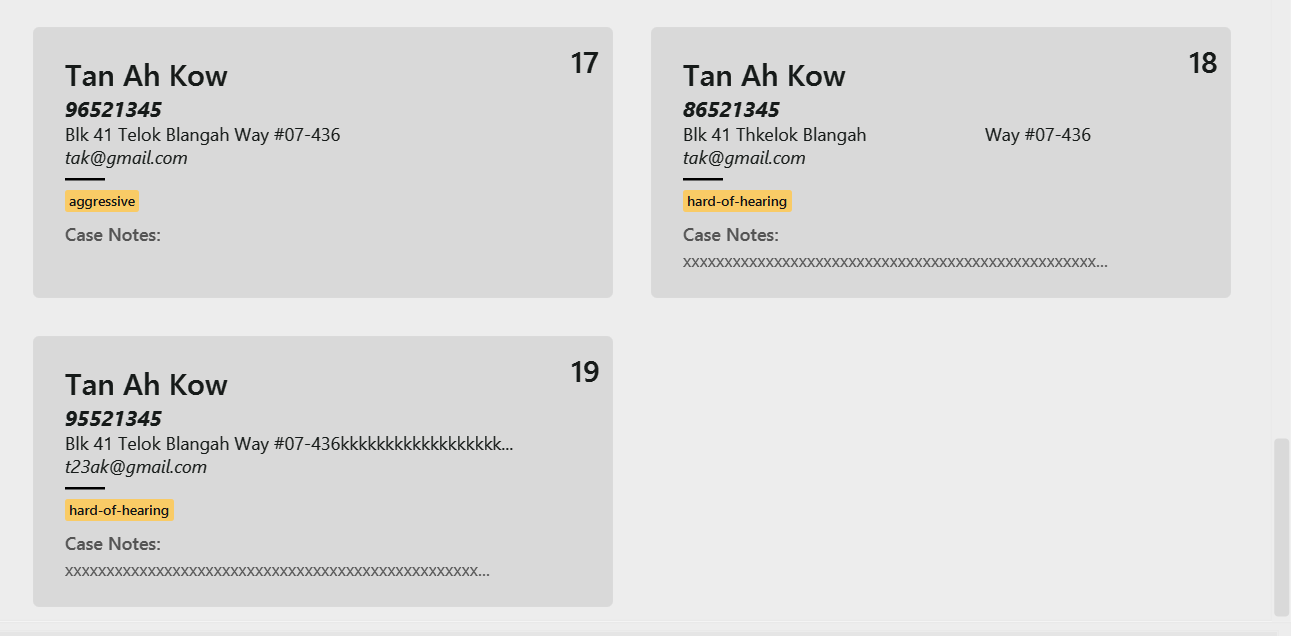 Tan Ah Kow
17
96521345
Blk 41 Telok Blangah Way #07-436
tak@gmail.com
aggressive
Case Notes:
Tan Ah Kow
18
86521345
Blk 41 Thkelok Blangah Way #07-436
tak@gmail.com
hard-of-hearing
Case Notes:
xxxxxxxxxxxxxxxxxxxxxxxxxxxxxxxxxxxxxxxxxxxxxxxxxx...
Tan Ah Kow
19
95521345
Blk 41 Telok Blangah Way #07-436kkkkkkkkkkkkkkkkkk...
t23ak@gmail.com
hard-of-hearing
Case Notes:
xxxxxxxxxxxxxxxxxxxxxxxxxxxxxxxxxxxxxxxxxxxxxxxxxx...